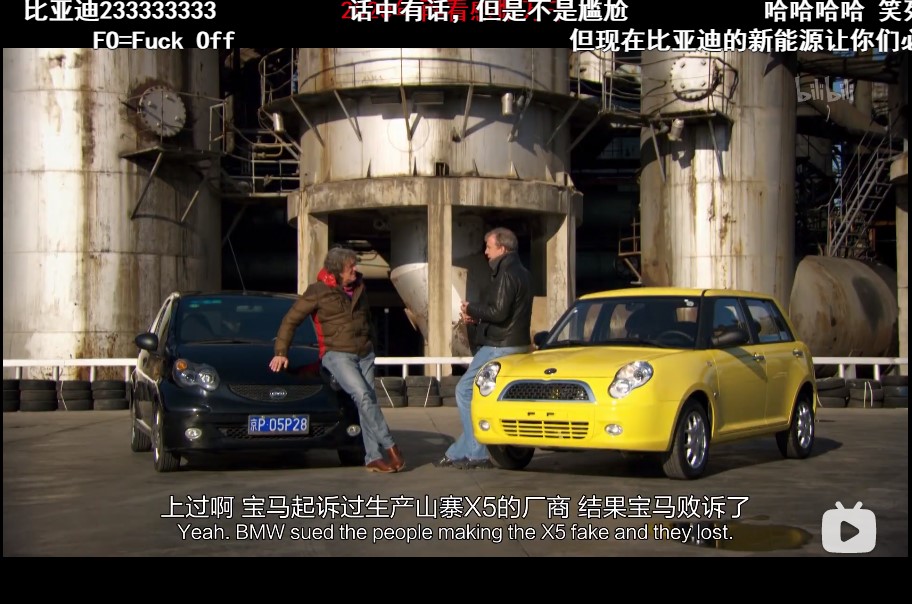 比亚迪233333333
话中有话，但是不是尴尬
哈哈哈哈 笑
FO=Fuck Off
但现在比亚迪的新能源让你们
bilibili
京P·05P28
上过啊 宝马起诉过生产山寨X5的厂商 结果宝马败诉了
Yeah. BMW sued the people making the X5 fake and they lost.